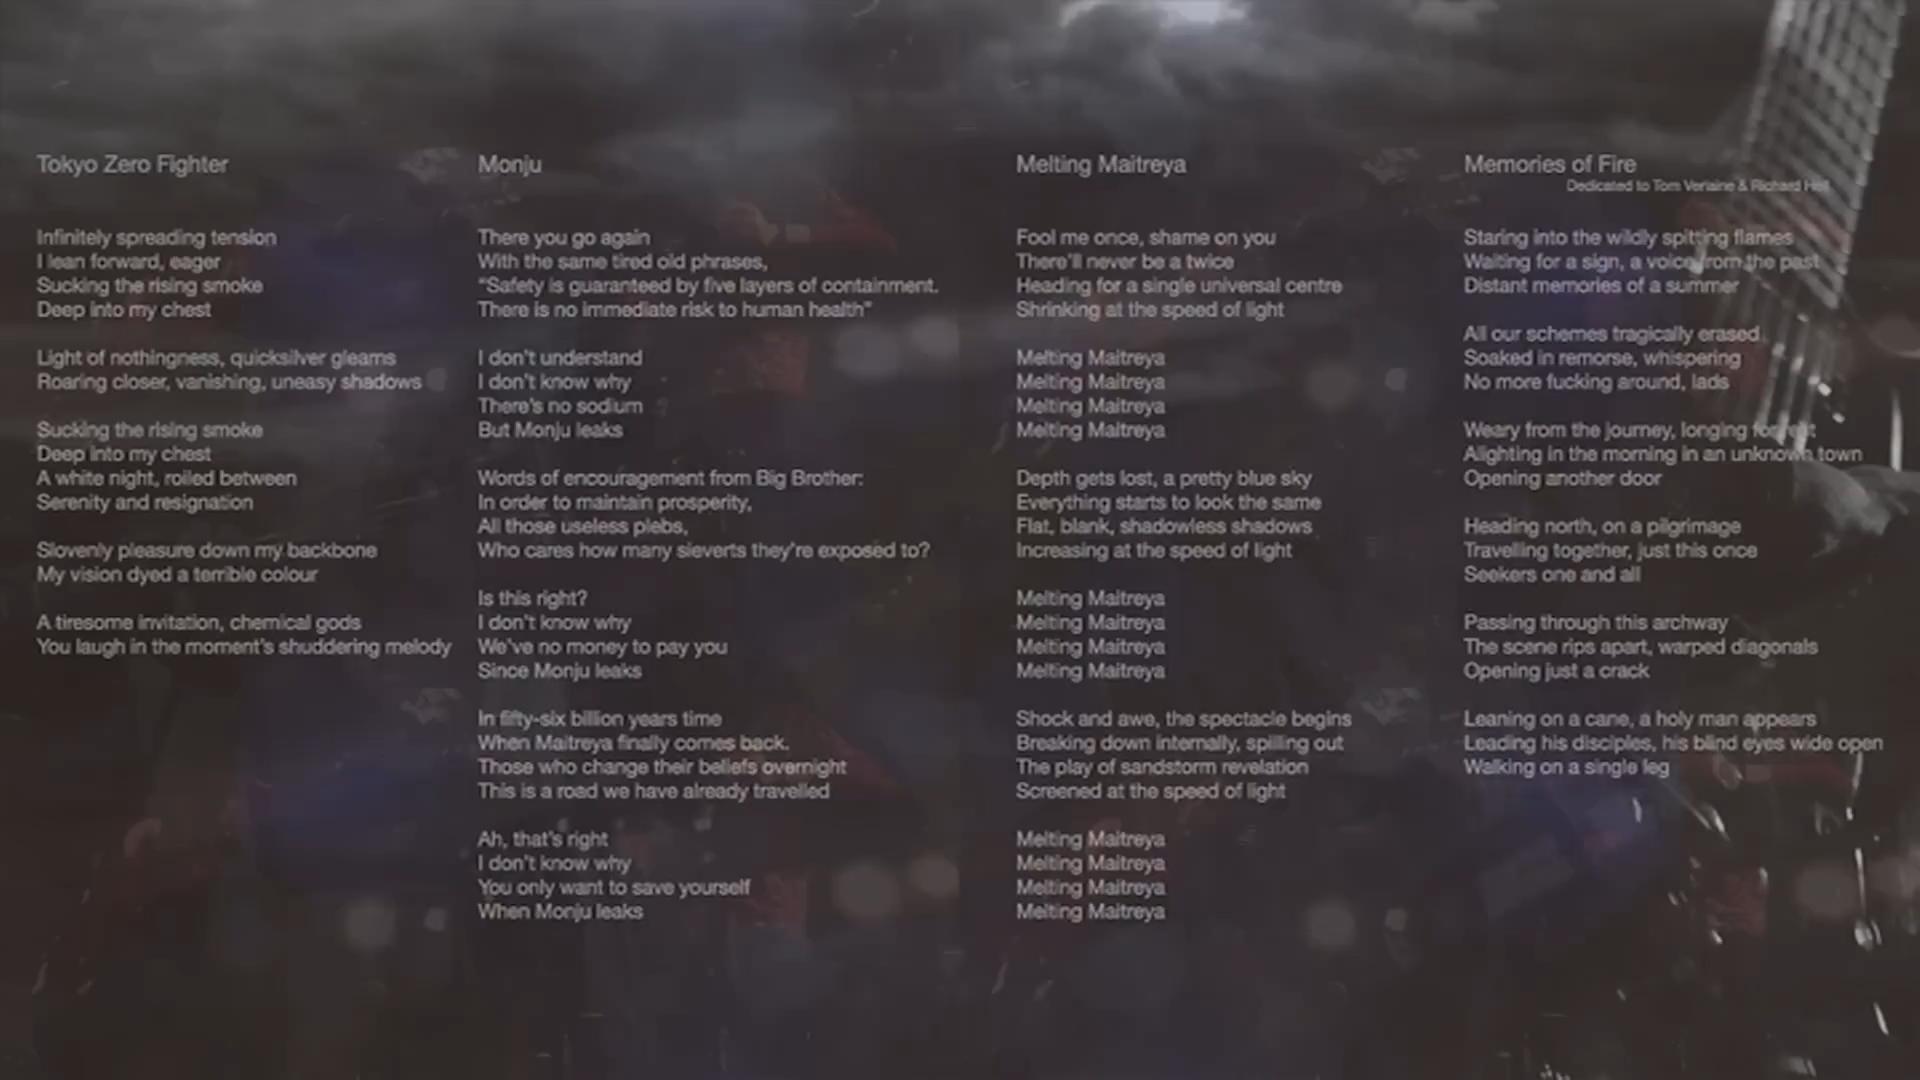 Tokyo Zero Fighter
Infinitely spreading tension
I lean forward, eager
Sucking the rising smoke
Deep into my chest
Light of nothingness, quicksilver gleams
Roaring closer, vanishing, uneasy shadows
Sucking the rising smoke
Deep into my chest
A white night, roiled between
Serenity and resignation
Slovenly pleasure down my backbone
My vision dyed a terrible colour
A tiresome invitation, chemical gods
You laugh in the moment's shuddering melody
Monju
There you go again
With the same tired old phrases,
"Safety is guaranteed by five layers of containment.
There is no immediate risk to human health"
I don't understand
I don't know why
There's no sodium
But Monju leaks
Words of encouragement from Big Brother:
In order to maintain prosperity,
All those useless plebs,
Who cares how many sieverts they're exposed to?
Is this right?
I don't know why
We've no money to pay you
Since Monju leaks
In fifty-six billion years time
When Maitreya finally comes back.
Those who change their beliefs overnight
This is a road we have already travelled
Ah, that's right
I don't know why
You only want to save yourself
When Monju leaks
Melting Maitreya
Fool me once, shame on you
There'll never be a twice
Heading for a single universal centre
Shrinking at the speed of light
Melting Maitreya
Melting Maitreya
Melting Maitreya
Melting Maitreya
Depth gets lost, a pretty blue sky
Everything starts to look the same
Flat, blank, shadowless shadows
Increasing at the speed of light
Melting Maitreya
Melting Maitreya
Melting Maitreya
Melting Maitreya
Shock and awe, the spectacle begins
Breaking down internally, spilling out
The play of sandstorm revelation
Screened at the speed of light
Melting Maitreya
Melting Maitreya
Melting Maitreya
Melting Maitreya
Memories of Fire
Dedicated to Tom Verlaine & Richard Hell
Staring into the wildly spitting flames
Waiting for a sign, a voice from the past
Distant memories of a summer
All our schemes tragically erased
Soaked in remorse, whispering
No more fucking around, lads
Weary from the journey, longing for rest
Alighting in the morning in an unknown town
Opening another door
Heading north, on a pilgrimage
Travelling together, just this once
Seekers one and all
Passing through this archway
The scene rips apart, warped diagonals
Opening just a crack
Leaning on a cane, a holy man appears
Leading his disciples, his blind eyes wide open
Walking on a single leg